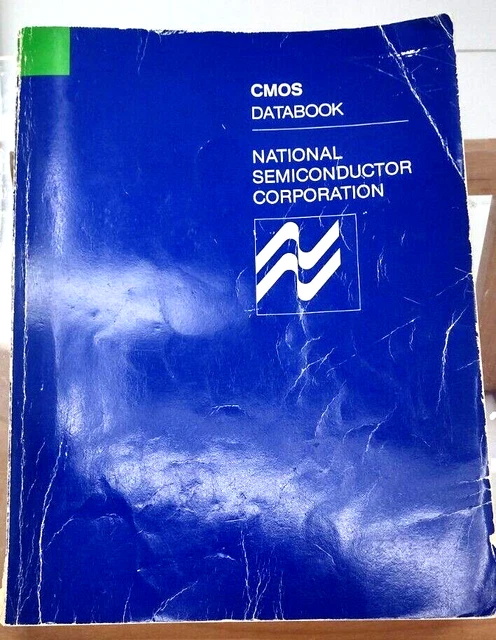 CMOS
DATABOOK
NATIONAL
SEMICONDUCTOR
CORPORATION